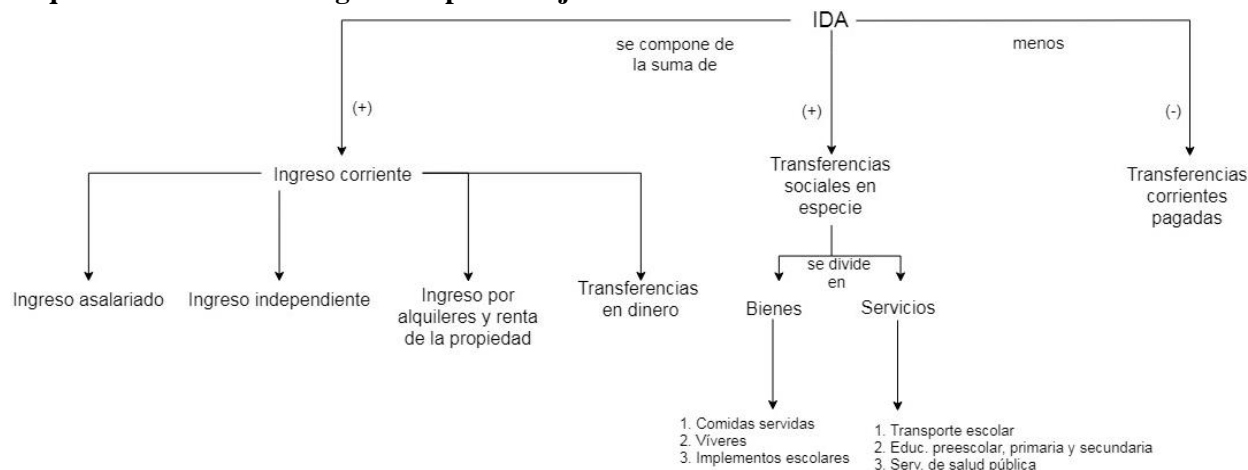 IDA
se compone de
la suma de
menos
(+)
(+)
(-)
Ingreso corriente
Transferencias
sociales en
especie
Transferencias
corrientes
pagadas
se divide
en
Ingreso asalariado
Ingreso independiente
Ingreso por
alquileres y renta
de la propiedad
Transferencias
en dinero
Bienes
Servicios
1. Comidas servidas
2. Víveres
3. Implementos escolares
1. Transporte escolar
2. Educ. preescolar, primaria y secundaria
3. Serv. de salud pública